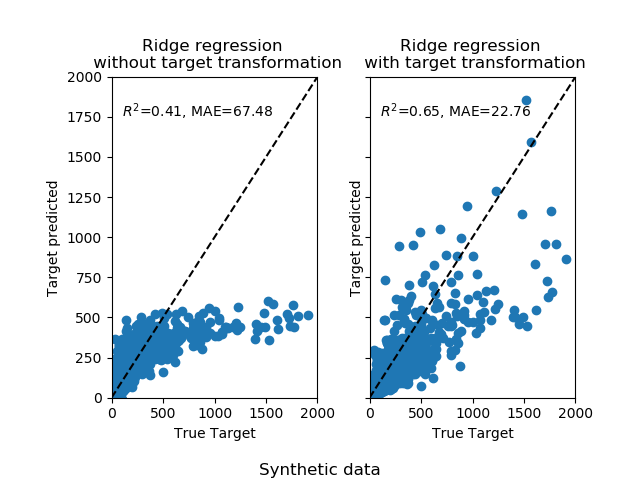 Ridge regression
without target transformation
Ridge regression
with target transformation
R²=0.41, MAE=67.48
R²=0.65, MAE=22.76
Target predicted
2000
1750
1500
1250
1000
750
500
250
0
0
500
1000
1500
2000
True Target
Target predicted
0
500
1000
1500
2000
True Target
Synthetic data